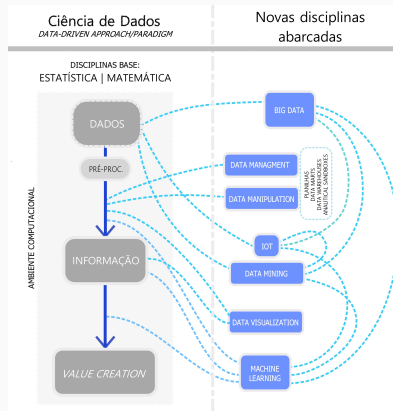 Ciência de Dados
DATA-DRIVEN APPROACH/PARADIGM
Novas disciplinas
abarcadas
DISCIPLINAS BASE:
ESTATÍSTICA | MATEMÁTICA
AMBIENTE COMPUTACIONAL
DADOS
PRÉ-PROC.
INFORMAÇÃO
VALUE CREATION
BIG DATA
DATA MANAGMENT
DATA MANIPULATION
PLANILHAS
DATA MARTS
DATA WAREHOUSES
ANALYTICAL SANDBOXES
IOT
DATA MINING
DATA VISUALIZATION
MACHINE
LEARNING